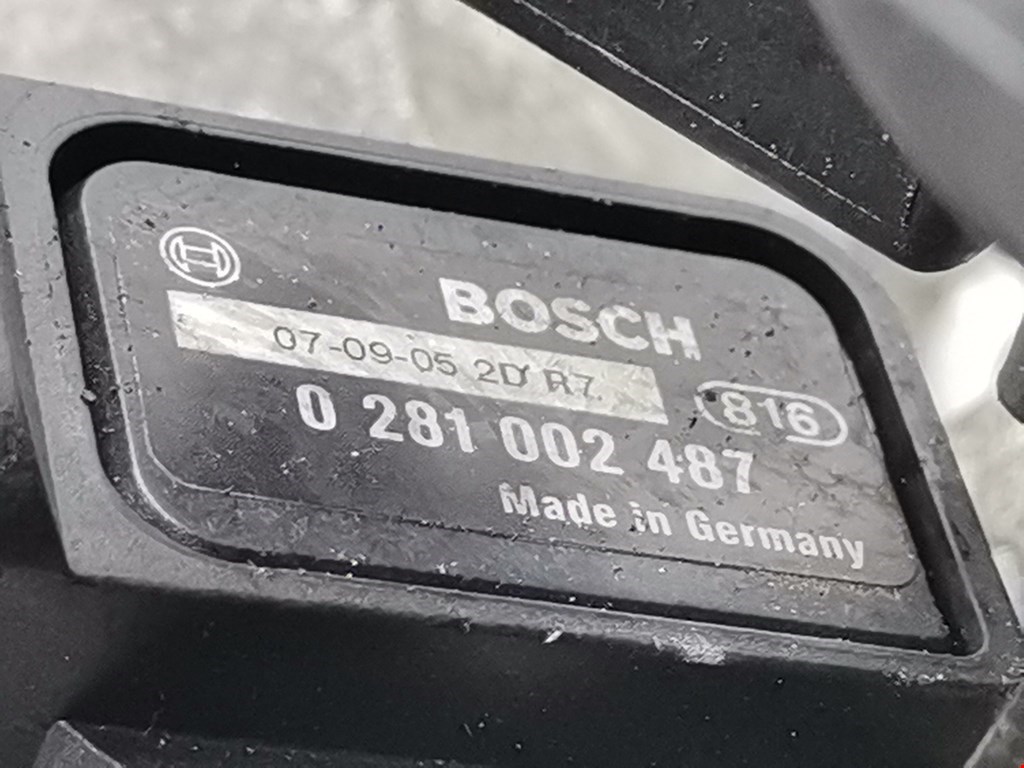 BOSCH
07-09-05 2D R7
816
0 281 002 487
Made in Germany